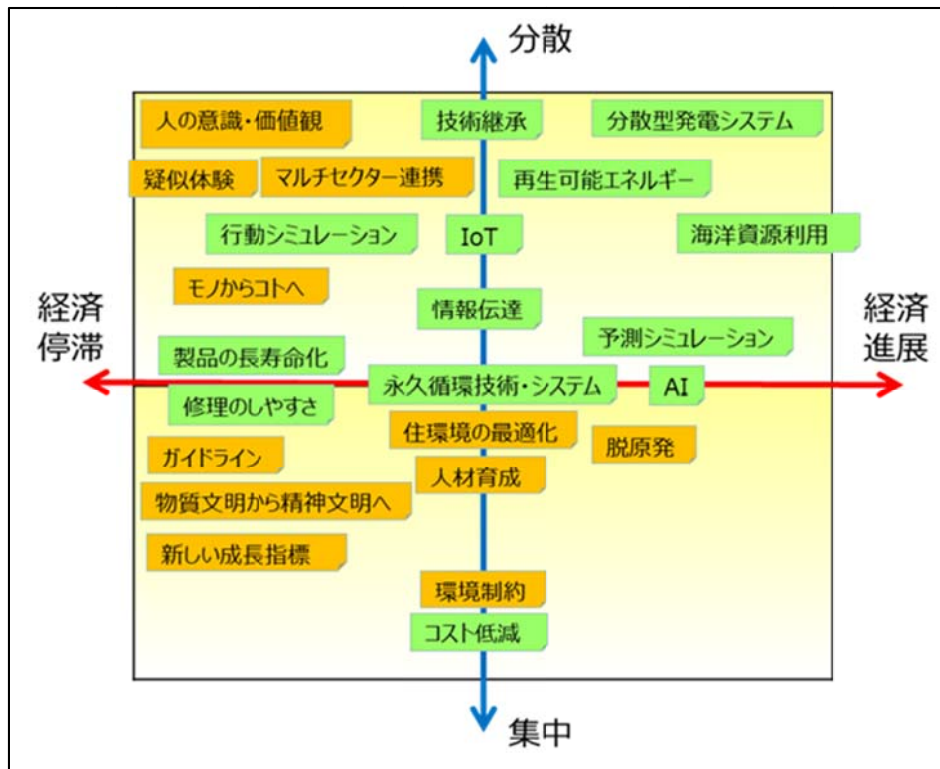 分散
人の意識・価値観
技術継承
分散型発電システム
疑似体験
マルチセクター連携
再生可能エネルギー
行動シミュレーション
IoT
海洋資源利用
モノからコトへ
情報伝達
経済
停滞
経済
進展
予測シミュレーション
製品の長寿命化
永久循環技術・システム
AI
修理のしやすさ
住環境の最適化
脱原発
ガイドライン
人材育成
物質文明から精神文明へ
新しい成長指標
環境制約
コスト低減
集中